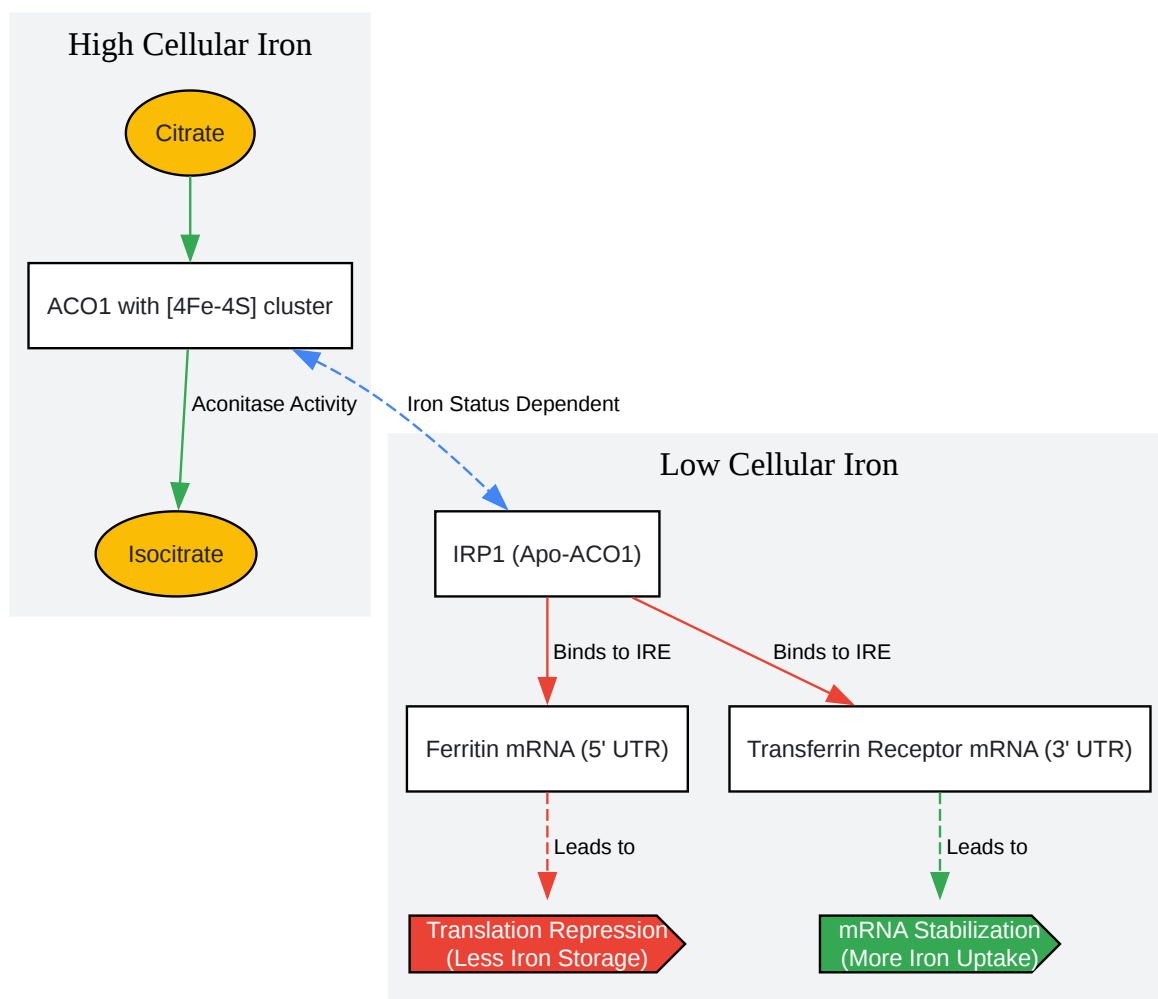 High Cellular Iron
Citrate
ACO1 with [4Fe-4S] cluster
Aconitase Activity
Iron Status Dependent
Isocitrate
Low Cellular Iron
IRP1 (Apo-ACO1)
Binds to IRE
Binds to IRE
Ferritin mRNA (5' UTR)
Transferrin Receptor mRNA (3' UTR)
Leads to
Leads to
Translation Repression
(Less Iron Storage)
mRNA Stabilization
(More Iron Uptake)